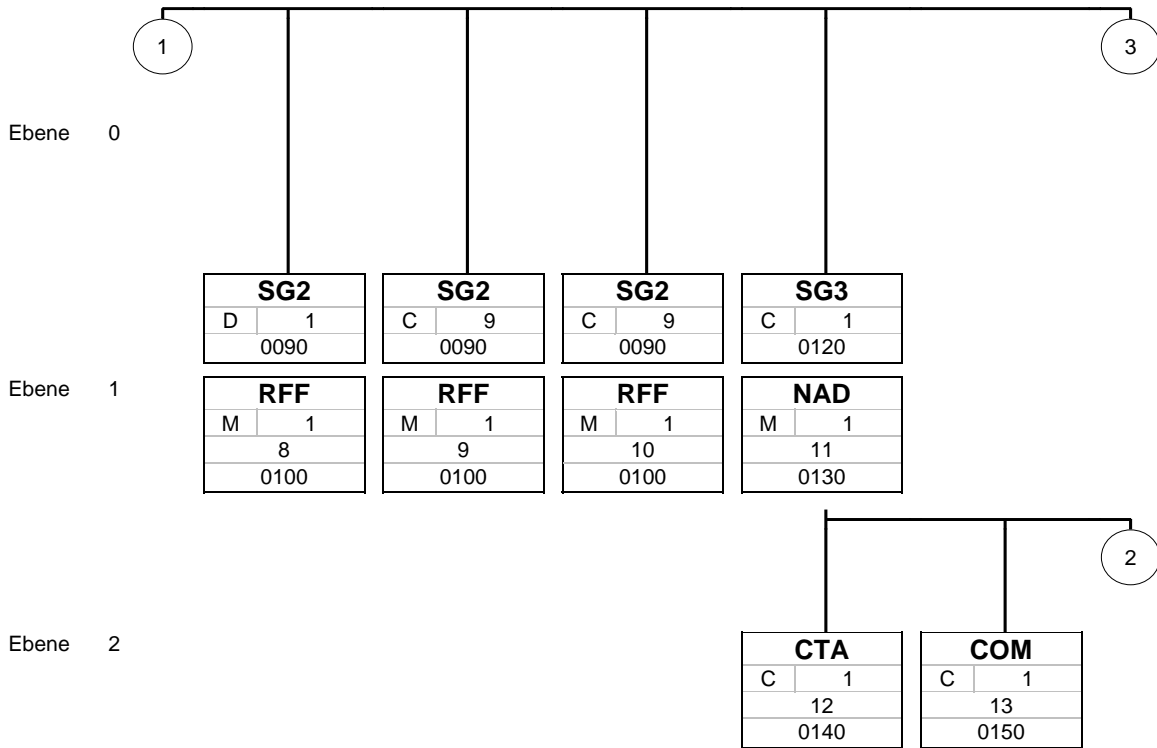 1 3
Ebene 0
SG2 SG2 SG2 SG3
D 1 C 9 C 9 C 1
0090 0090 0090 0120
Ebene 1
RFF RFF RFF NAD
M 1 M 1 M 1 M 1
8 9 10 11
0100 0100 0100 0130
2
Ebene 2
CTA COM
C 1 C 1
12 13
0140 0150